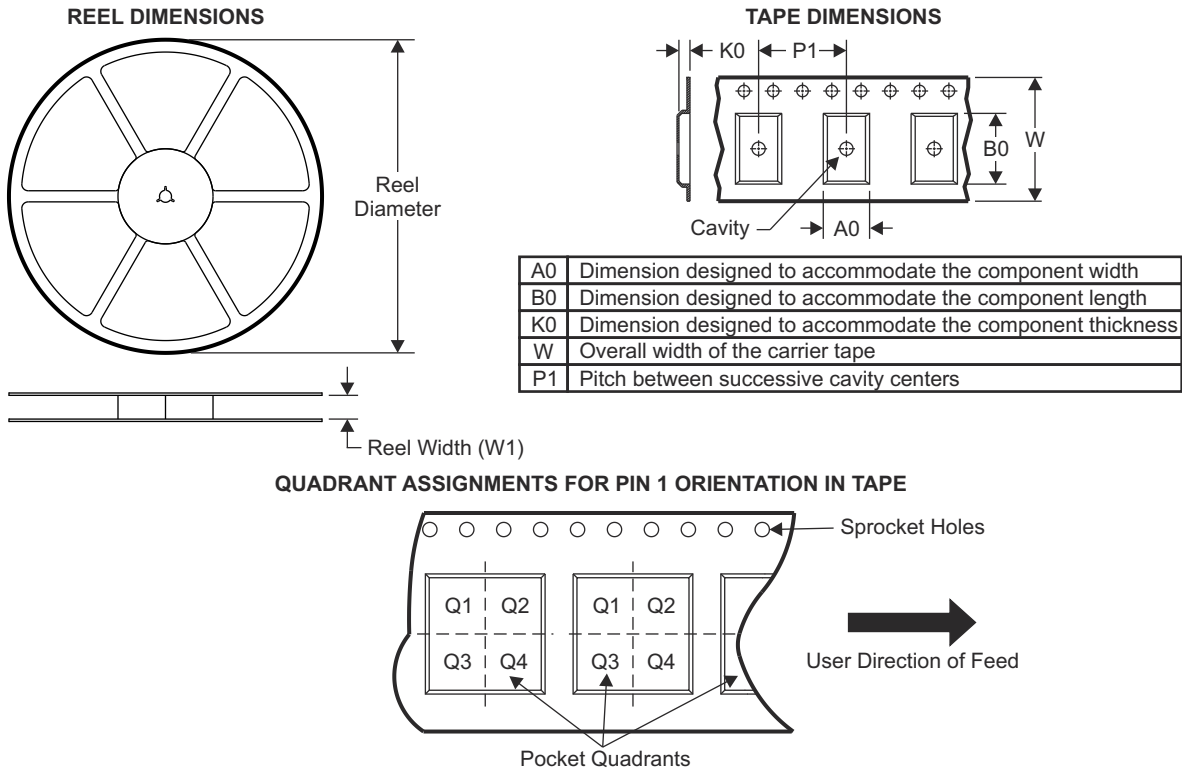 REEL DIMENSIONS
Reel
Diameter
Reel Width (W1)
TAPE DIMENSIONS
K0
P1
B0
W
Cavity
A0
A0 Dimension designed to accommodate the component width
B0 Dimension designed to accommodate the component length
K0 Dimension designed to accommodate the component thickness
W Overall width of the carrier tape
P1 Pitch between successive cavity centers
QUADRANT ASSIGNMENTS FOR PIN 1 ORIENTATION IN TAPE
Sprocket Holes
Q1 Q2 Q1 Q2
Q3 Q4 Q3 Q4
User Direction of Feed
Pocket Quadrants